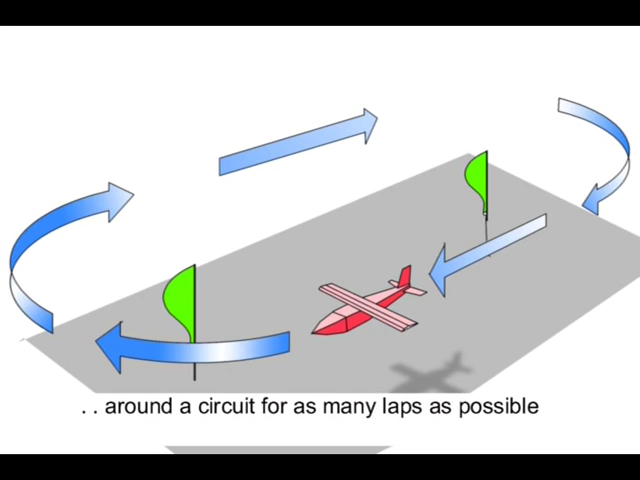 . . around a circuit for as many laps as possible